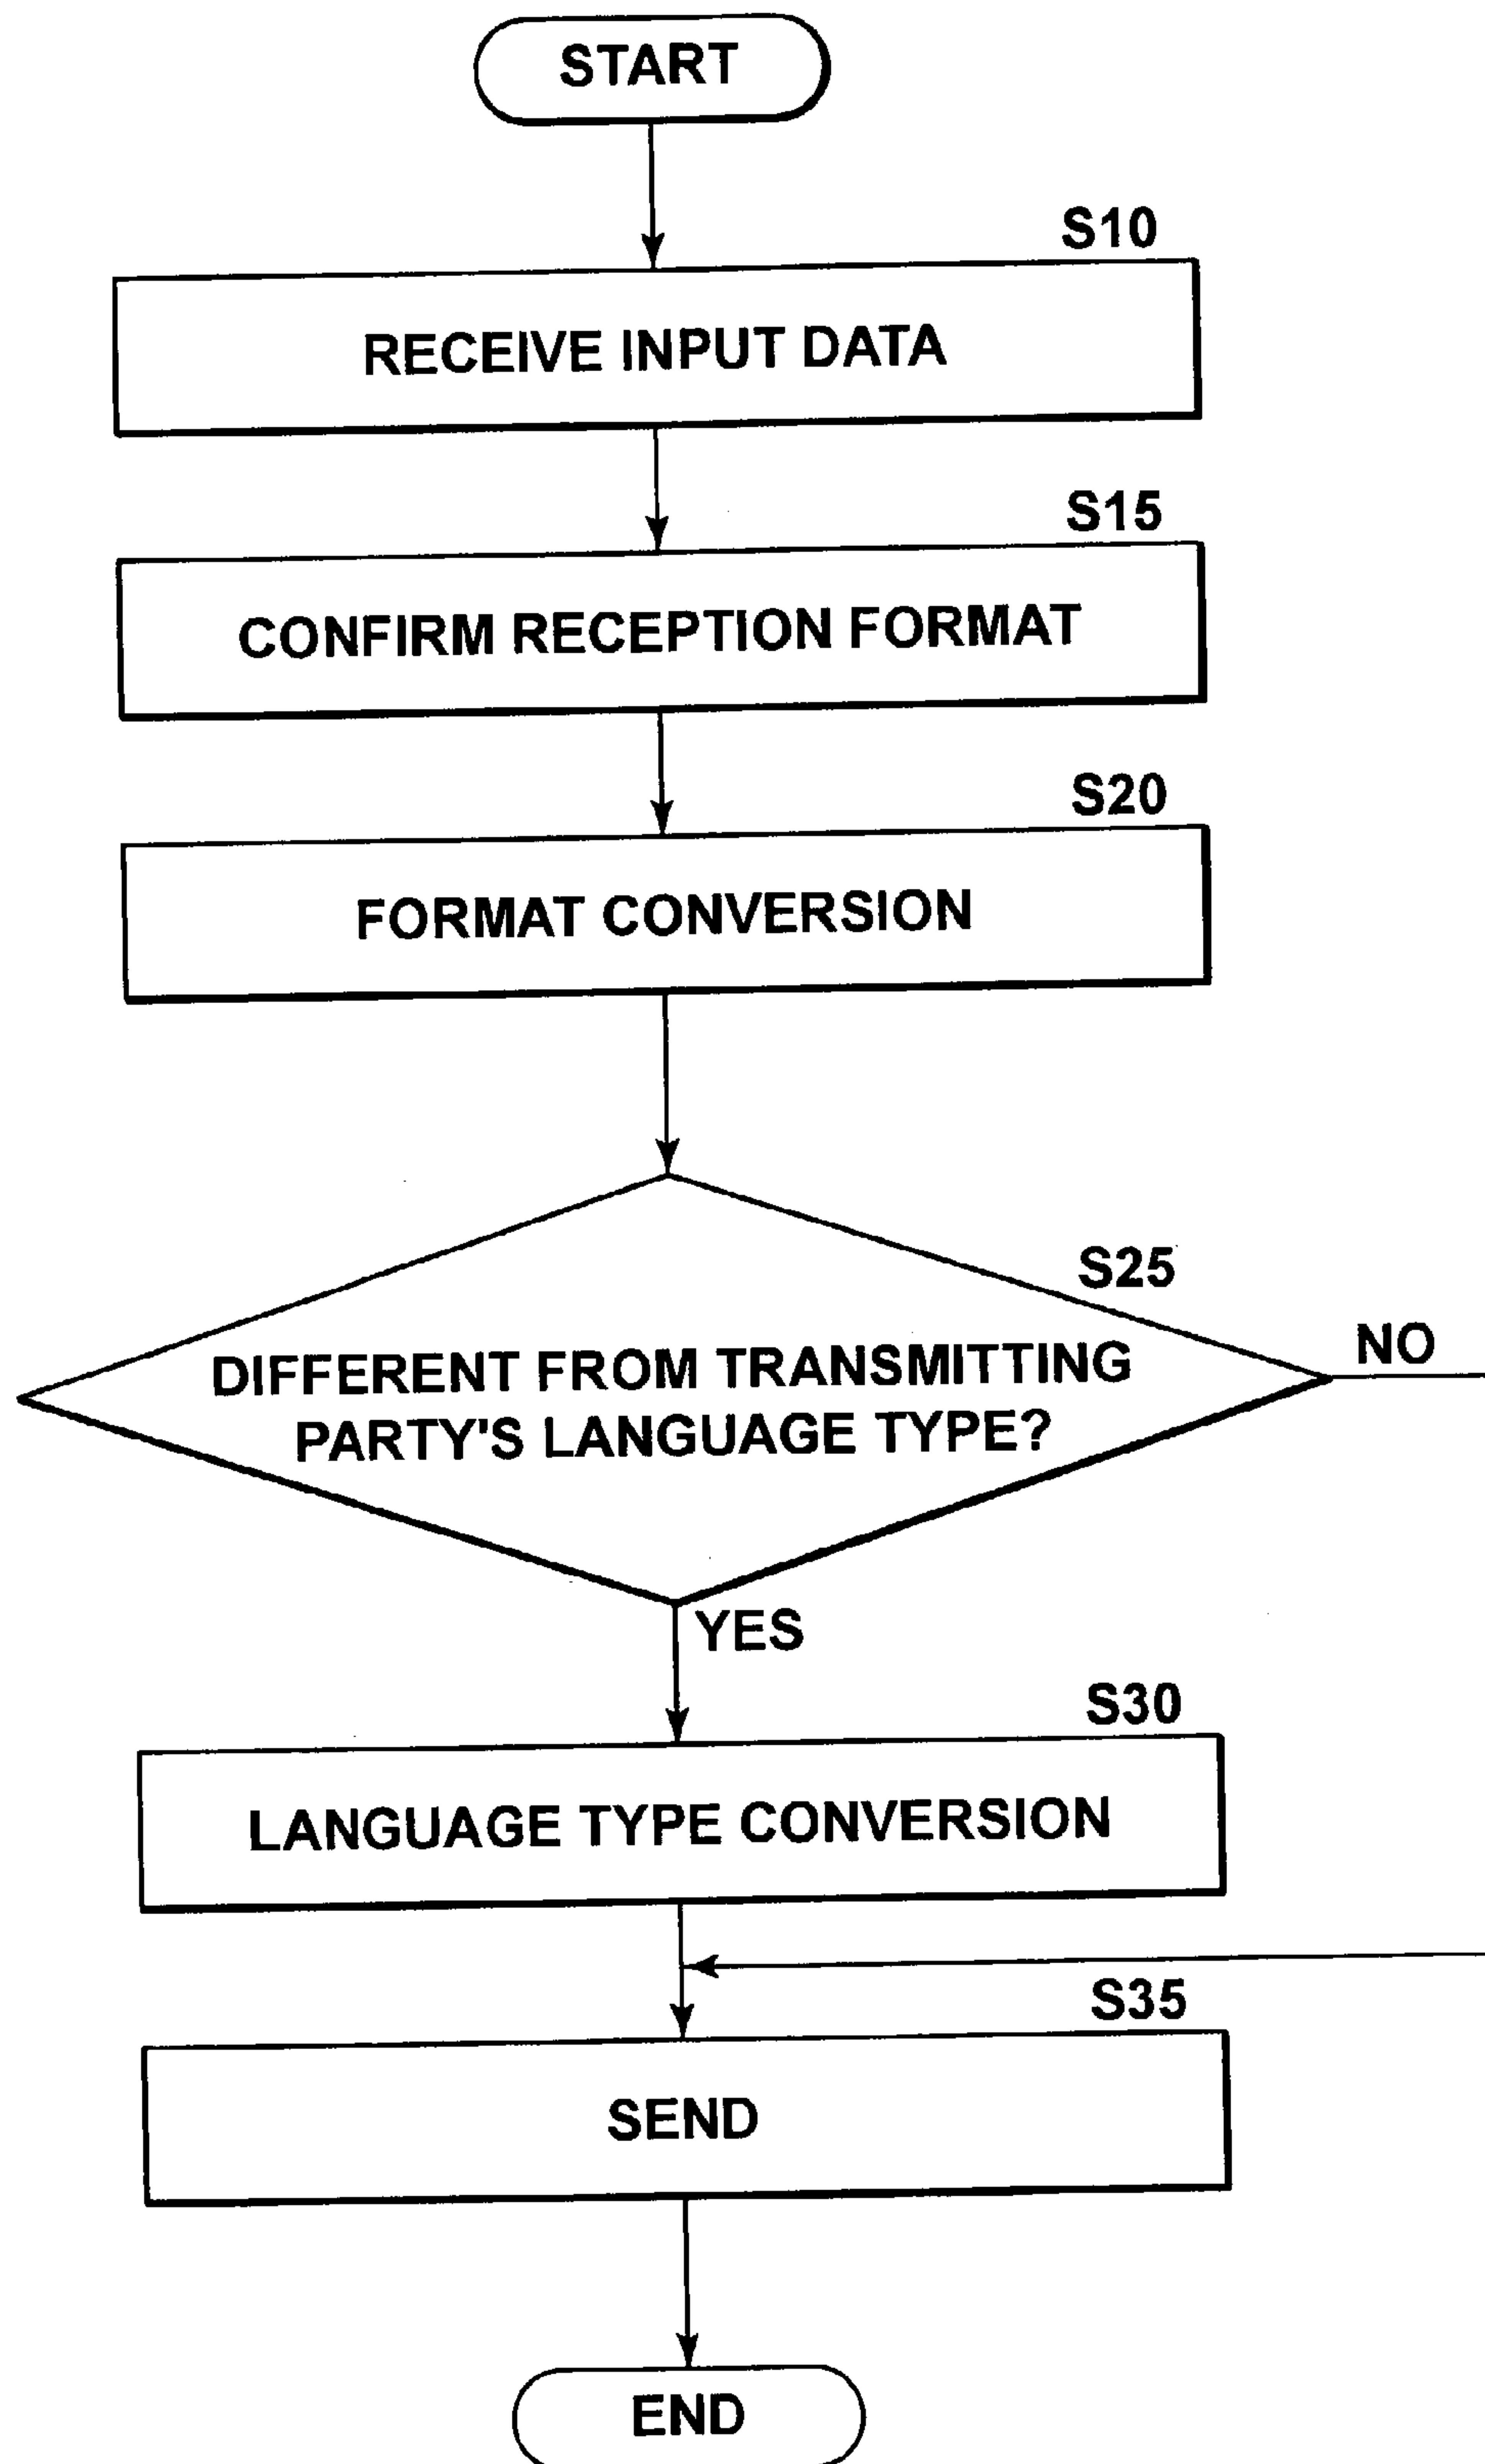 START
S10
RECEIVE INPUT DATA
S15
CONFIRM RECEPTION FORMAT
S20
FORMAT CONVERSION
S25
DIFFERENT FROM TRANSMITTING
PARTY'S LANGUAGE TYPE?
NO
YES
S30
LANGUAGE TYPE CONVERSION
S35
SEND
END